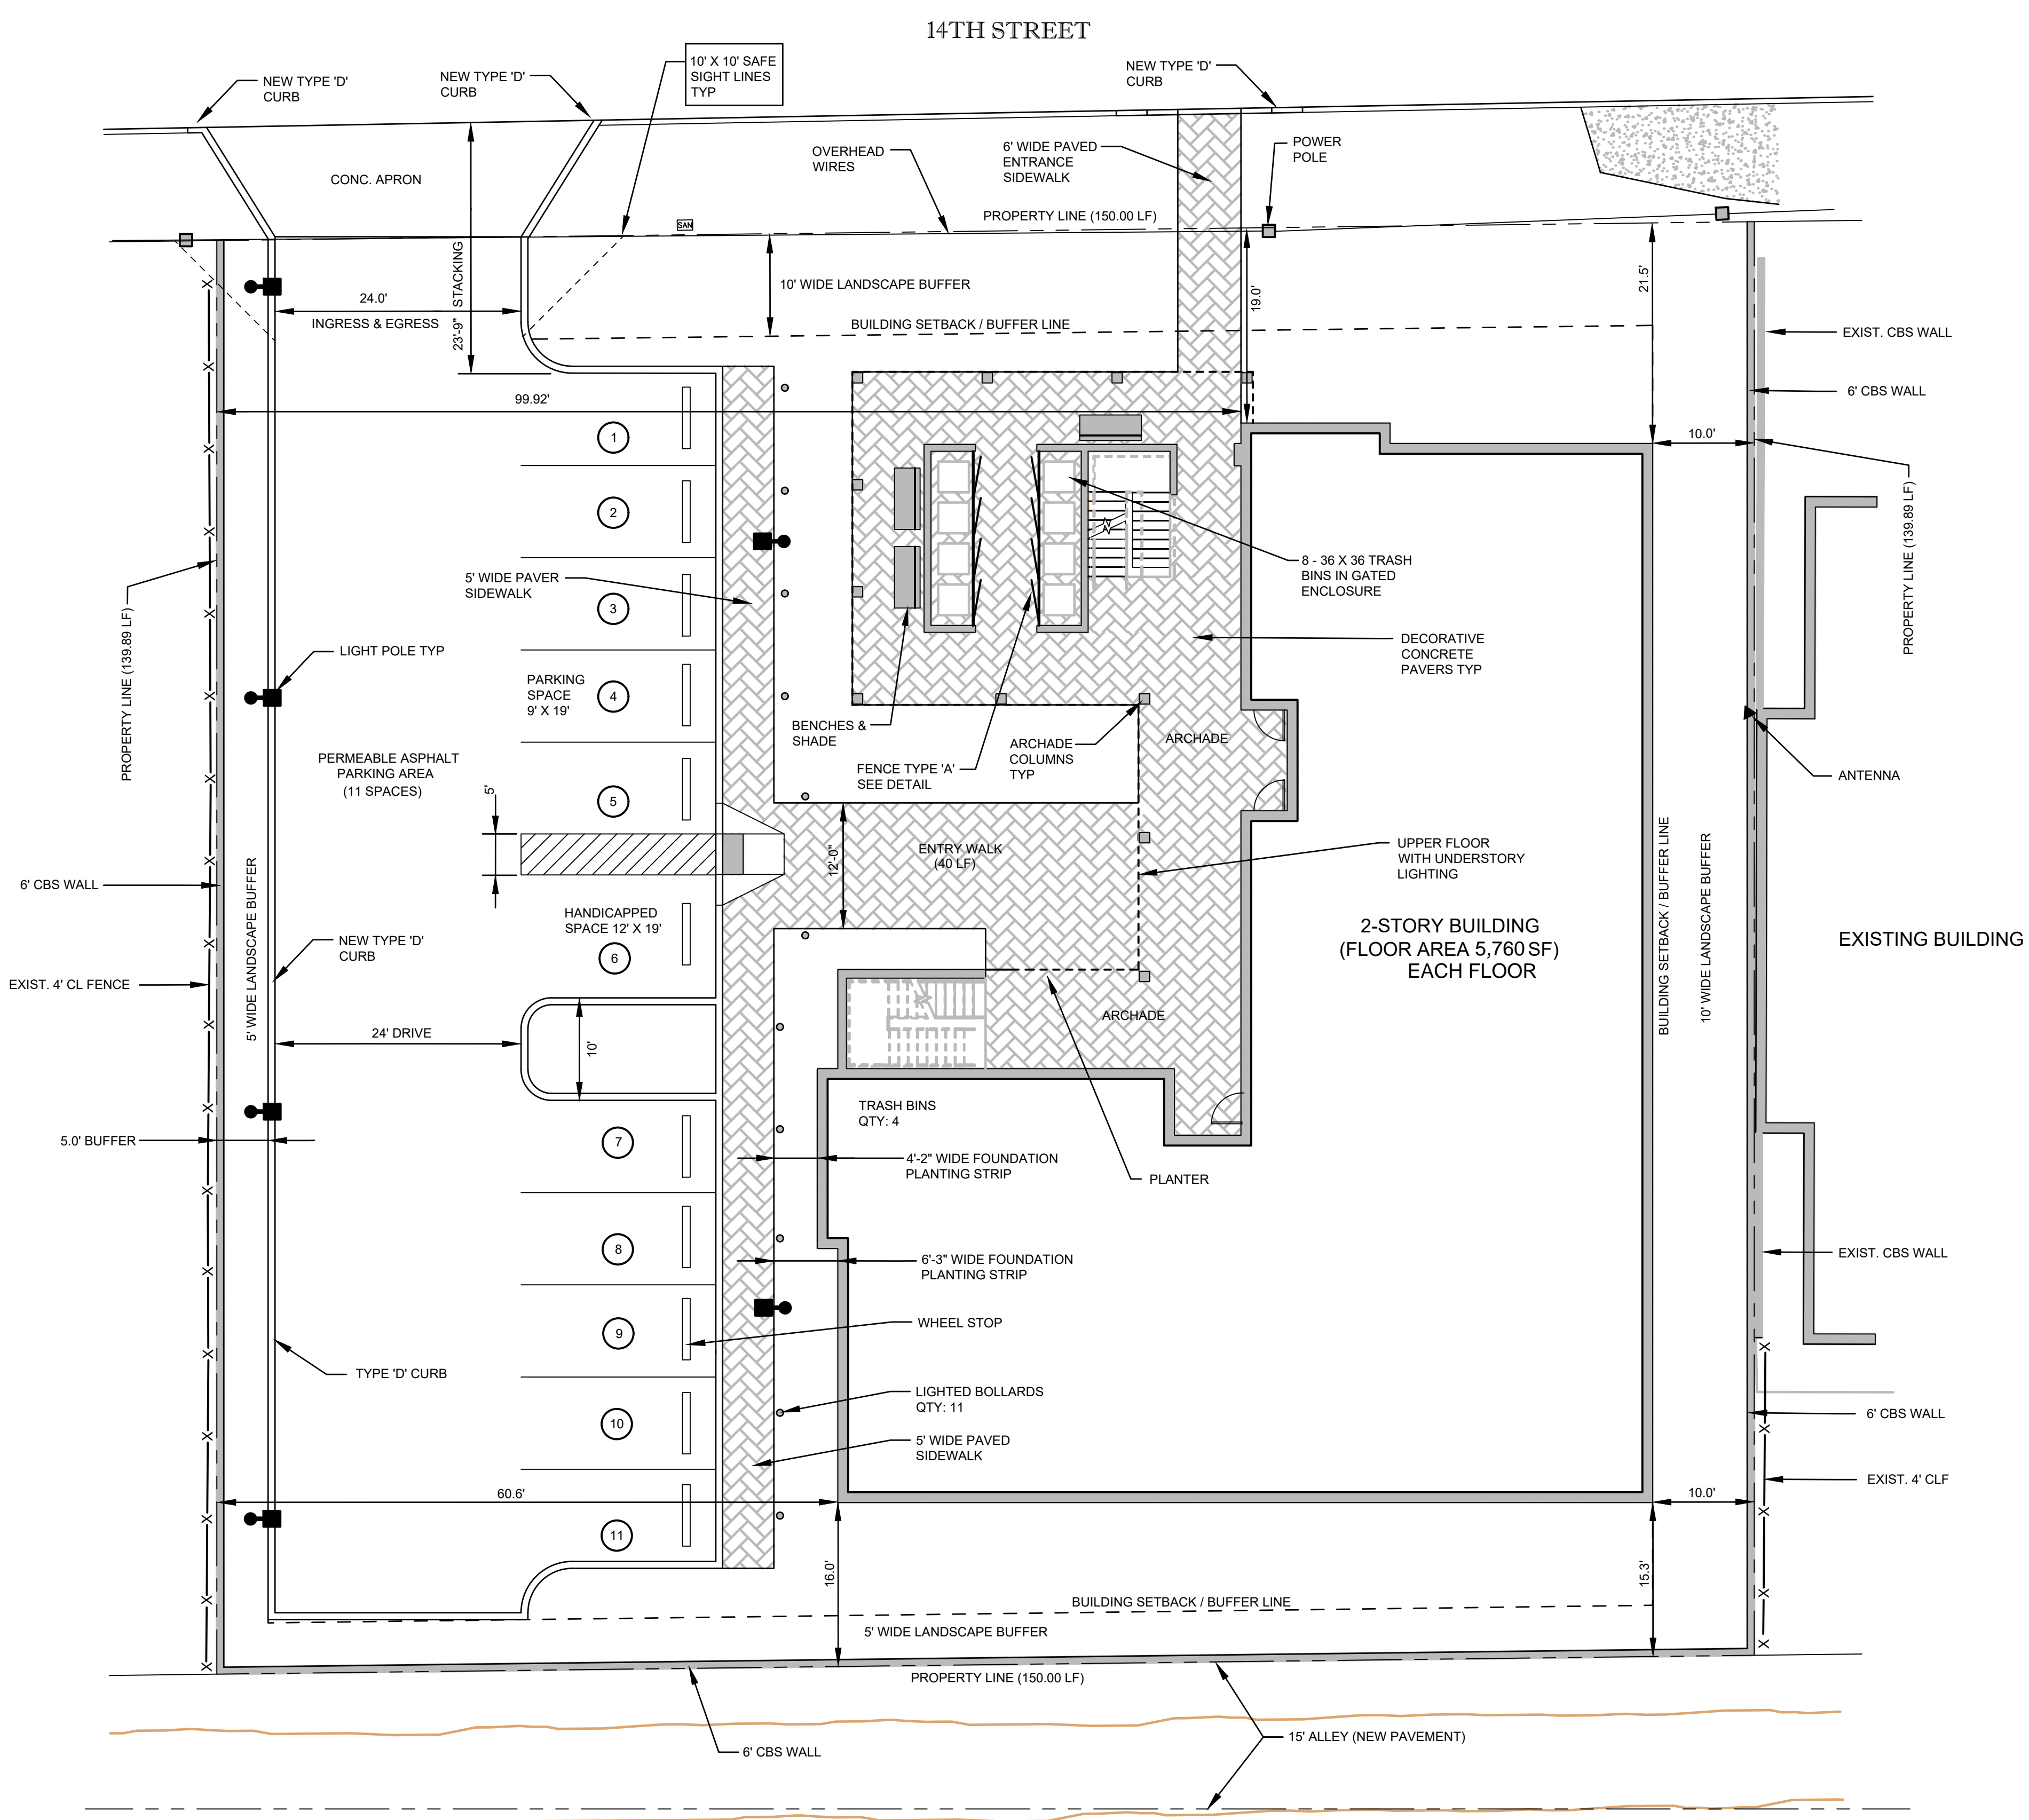 14TH STREET
NEW TYPE 'D'
CURB
NEW TYPE 'D'
CURB
10' X 10' SAFE
SIGHT LINES
TYP
NEW TYPE 'D'
CURB
CONC. APRON
OVERHEAD
WIRES
6' WIDE PAVED
ENTRANCE
SIDEWALK
POWER
POLE
SAN
PROPERTY LINE (150.00 LF)
24.0'
INGRESS & EGRESS
23'-9" STACKING
10' WIDE LANDSCAPE BUFFER
BUILDING SETBACK / BUFFER LINE
19.0'
21.5'
EXIST. CBS WALL
6' CBS WALL
99.92'
10.0'
1
2
3
4
5
6
7
8
9
10
11
PROPERTY LINE (139.89 LF)
PROPERTY LINE (139.89 LF)
5' WIDE PAVER
SIDEWALK
8 - 36 X 36 TRASH
BINS IN GATED
ENCLOSURE
DECORATIVE
CONCRETE
PAVERS TYP
LIGHT POLE TYP
PARKING
SPACE
9' X 19'
BENCHES &
SHADE
ARCHADE
COLUMNS
TYP
ARCHADE
FENCE TYPE 'A'
SEE DETAIL
PERMEABLE ASPHALT
PARKING AREA
(11 SPACES)
5'
ANTENNA
12'-0"
ENTRY WALK
(40 LF)
UPPER FLOOR
WITH UNDERSTORY
LIGHTING
6' CBS WALL
5' WIDE LANDSCAPE BUFFER
HANDICAPPED
SPACE 12' X 19'
NEW TYPE 'D'
CURB
2-STORY BUILDING
(FLOOR AREA 5,760 SF)
EACH FLOOR
BUILDING SETBACK / BUFFER LINE
10' WIDE LANDSCAPE BUFFER
EXISTING BUILDING
EXIST. 4' CL FENCE
24' DRIVE
10'
ARCHADE
TRASH BINS
QTY: 4
5.0' BUFFER
4'-2" WIDE FOUNDATION
PLANTING STRIP
PLANTER
6'-3" WIDE FOUNDATION
PLANTING STRIP
EXIST. CBS WALL
WHEEL STOP
TYPE 'D' CURB
LIGHTED BOLLARDS
QTY: 11
6' CBS WALL
5' WIDE PAVED
SIDEWALK
EXIST. 4' CLF
60.6'
10.0'
16.0'
15.3'
BUILDING SETBACK / BUFFER LINE
5' WIDE LANDSCAPE BUFFER
PROPERTY LINE (150.00 LF)
6' CBS WALL
15' ALLEY (NEW PAVEMENT)